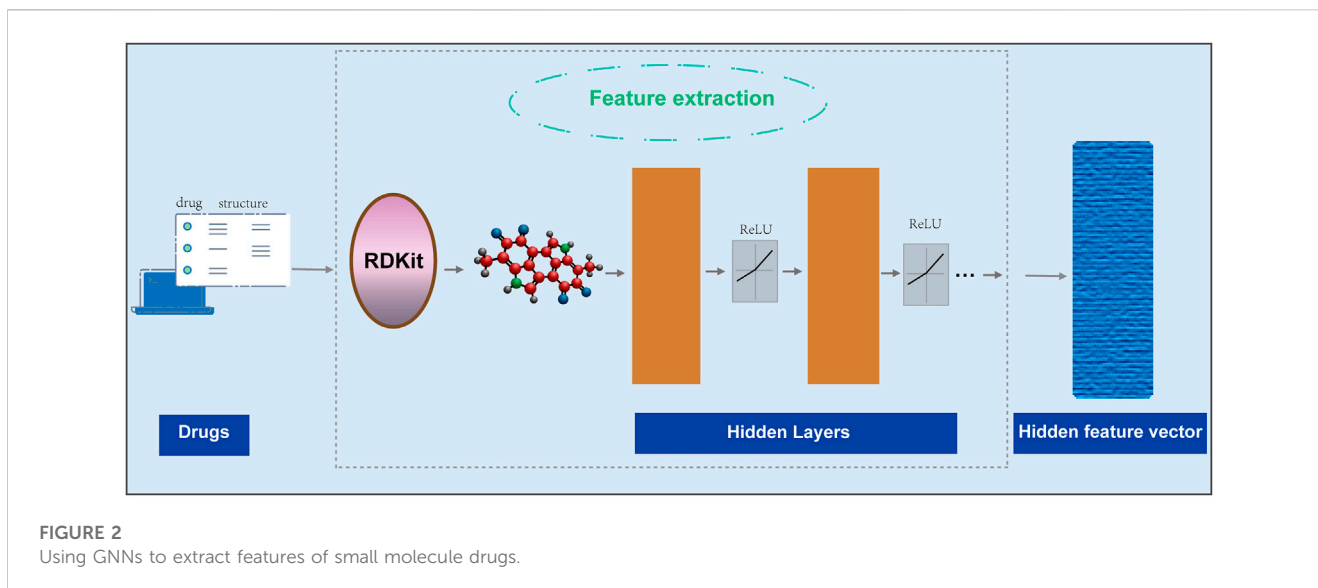 Feature extraction
drug structure
RDKit
ReLU
ReLU
...
Drugs
Hidden Layers
Hidden feature vector
FIGURE 2
Using GNNs to extract features of small molecule drugs.